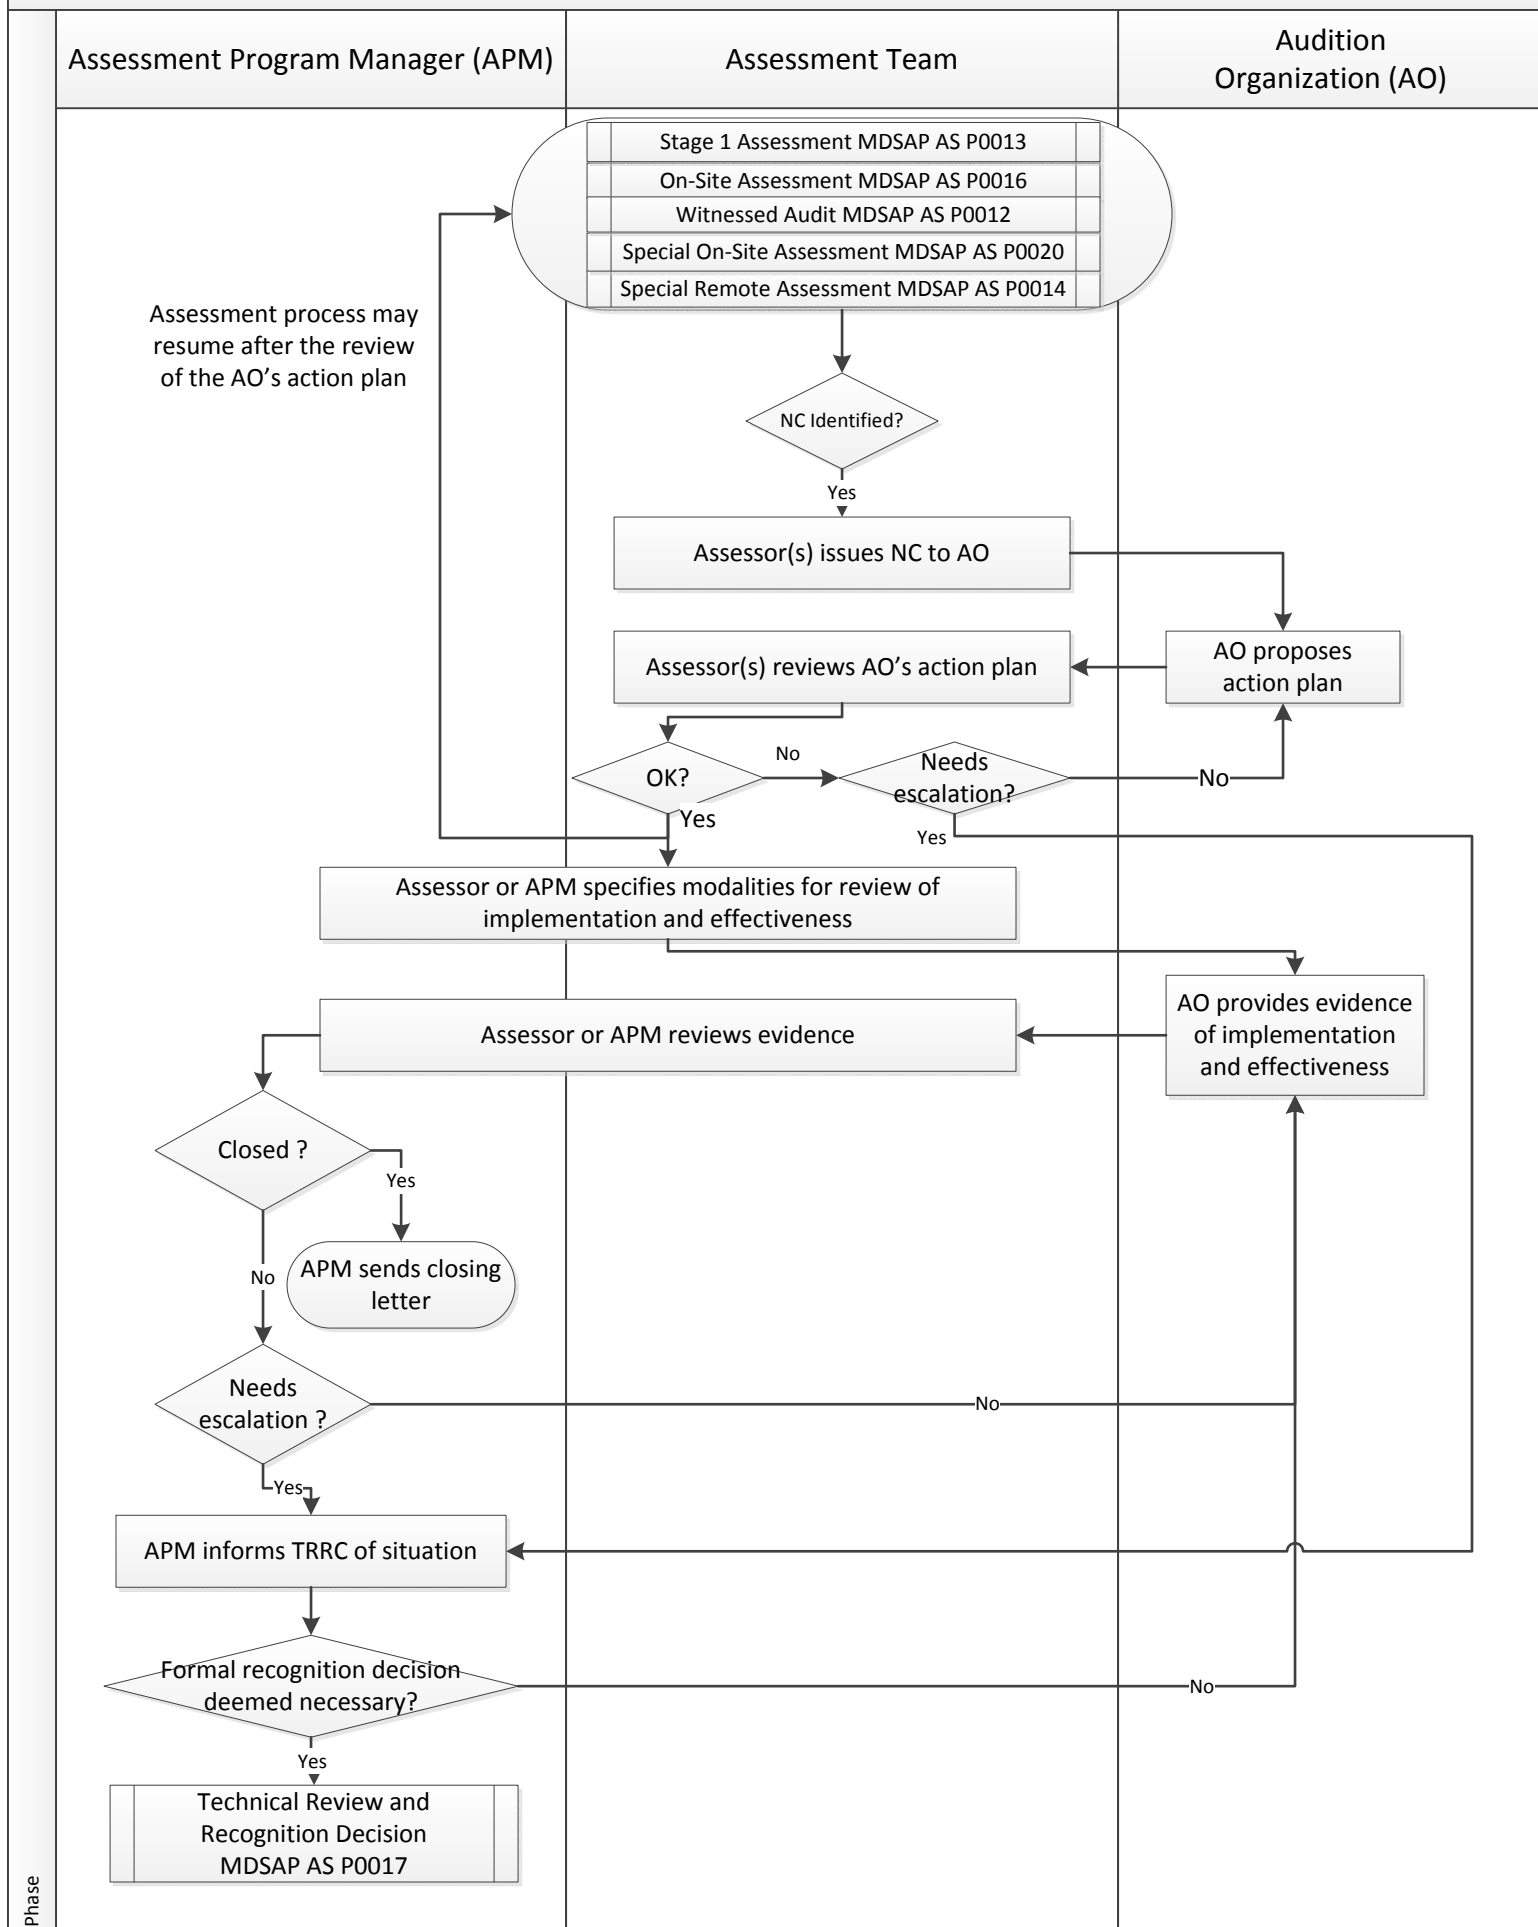 Assessment Program Manager (APM)
Assessment Team
Audition
Organization (AO)
Stage 1 Assessment MDSAP AS P0013
On-Site Assessment MDSAP AS P0016
Witnessed Audit MDSAP AS P0012
Special On-Site Assessment MDSAP AS P0020
Special Remote Assessment MDSAP AS P0014
Assessment process may
resume after the review
of the AO’s action plan
NC Identified?
Yes
Assessor(s) issues NC to AO
Assessor(s) reviews AO’s action plan
AO proposes
action plan
OK?
No
Needs
escalation?
No
Yes
Yes
Assessor or APM specifies modalities for review of
implementation and effectiveness
AO provides evidence
of implementation
and effectiveness
Assessor or APM reviews evidence
Closed ?
Yes
No
APM sends closing
letter
Needs
escalation ?
No
Yes
APM informs TRRC of situation
Formal recognition decision
deemed necessary?
No
Yes
Technical Review and
Recognition Decision
MDSAP AS P0017
Phase